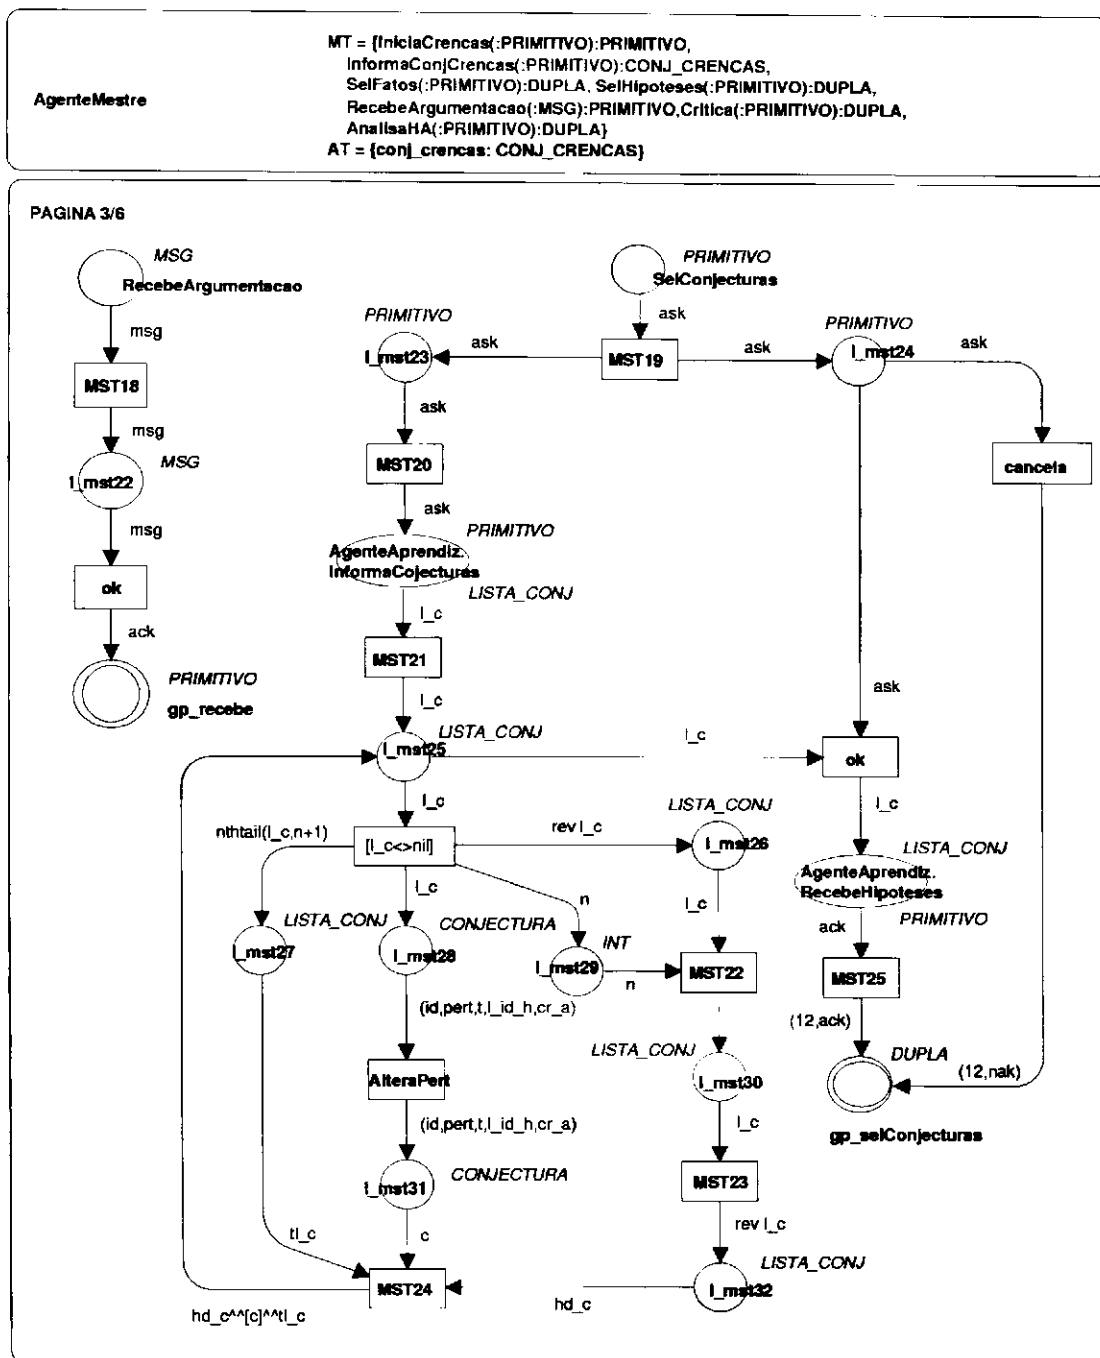 AgenteMestre
MT = {IniciaCrencas(:PRIMITIVO):PRIMITIVO,
InformaConjCrencas(:PRIMITIVO):CONJ_CRENCAS,
SelFatos(:PRIMITIVO):DUPLA, SelHipoteses(:PRIMITIVO):DUPLA,
RecebeArgumentacao(:MSG):PRIMITIVO,Critica(:PRIMITIVO):DUPLA,
AnalisaHA(:PRIMITIVO):DUPLA}
AT = {conj_crencas: CONJ_CRENCAS}
PAGINA 3/6
MSG
RecebeArgumentacao
msg
MST18
msg
MSG
l_mst22
msg
ok
ack
PRIMITIVO
gp_recebe
PRIMITIVO
SelConjecturas
ask
MST19
ask
PRIMITIVO
l_mst23
ask
MST20
ask
PRIMITIVO
AgenteAprendiz.
InformaCojecturas
LISTA_CONJ
l_c
MST21
l_c
LISTA_CONJ
l_mst25
l_c
[l_c<>nil]
nthtail(l_c,n+1)
LISTA_CONJ
l_mst27
tl_c
l_c
CONJECTURA
l_mst28
(id,pert,t,l_id_h,cr_a)
AlteraPert
(id,pert,t,l_id_h,cr_a)
CONJECTURA
l_mst31
c
MST24
hd_c^^[c]^^tl_c
n
INT
l_mst29
n
rev l_c
LISTA_CONJ
l_mst26
l_c
MST22
LISTA_CONJ
l_mst30
l_c
MST23
rev l_c
LISTA_CONJ
l_mst32
hd_c
ask
PRIMITIVO
l_mst24
ask
cancela
ask
l_c
ok
l_c
LISTA_CONJ
AgenteAprendiz.
RecebeHipoteses
PRIMITIVO
ack
MST25
(12,ack)
DUPLA
(12,nak)
gp_selConjecturas